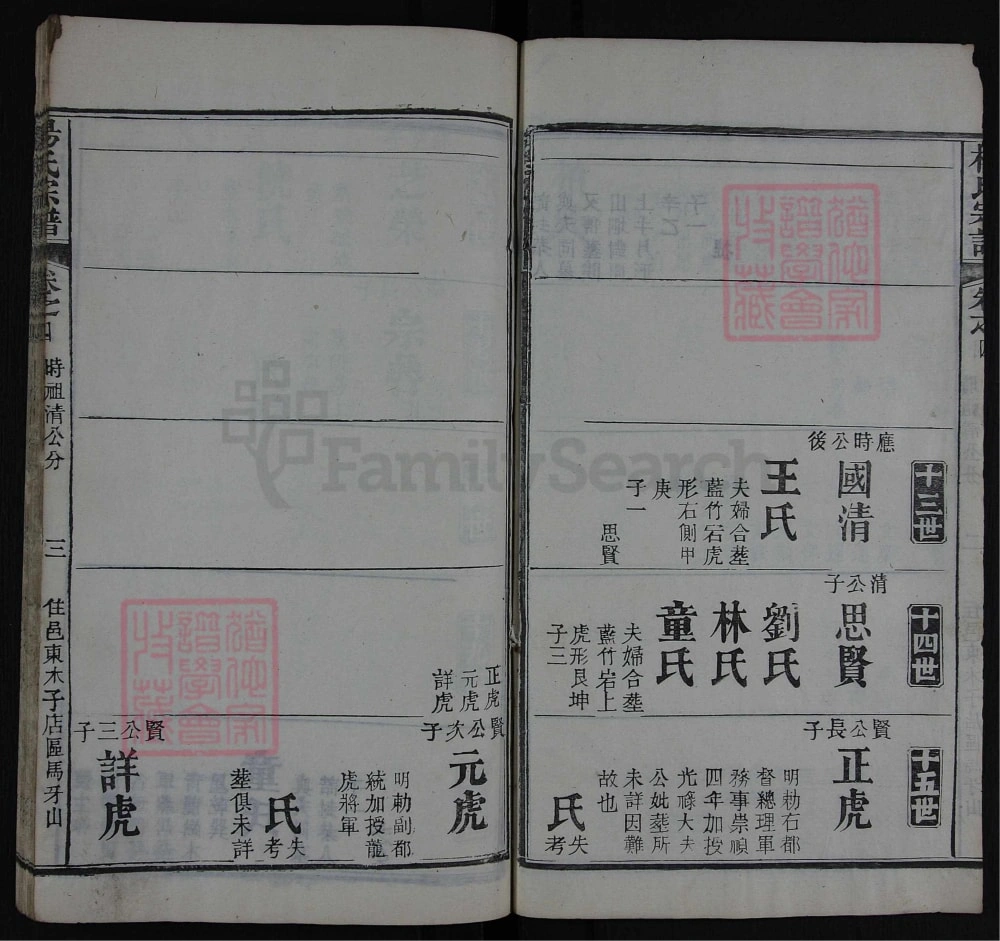 十三世
應時公後
國清
王氏
夫婦合塟
藍竹宕虎
形右側甲
庚
子一
思賢
十四世
清公子
思賢
劉氏
林氏
童氏
夫婦合塟
藍竹岩上
虎形艮坤
子三
正虎
元虎
詳虎
十五世
賢公長子
正虎
明勅右都
督總理軍
務事崇禎
四年加授
光祿大夫
公妣塟所
未詳因難
故也
氏失考
賢公次子
元虎
明勅副都
統加授龍
虎將軍
氏失考
塟俱未詳
賢公三子
詳虎
楊氏宗譜
卷之四
時祖清公分
三
住邑東木子店區馬牙山
FamilySearch